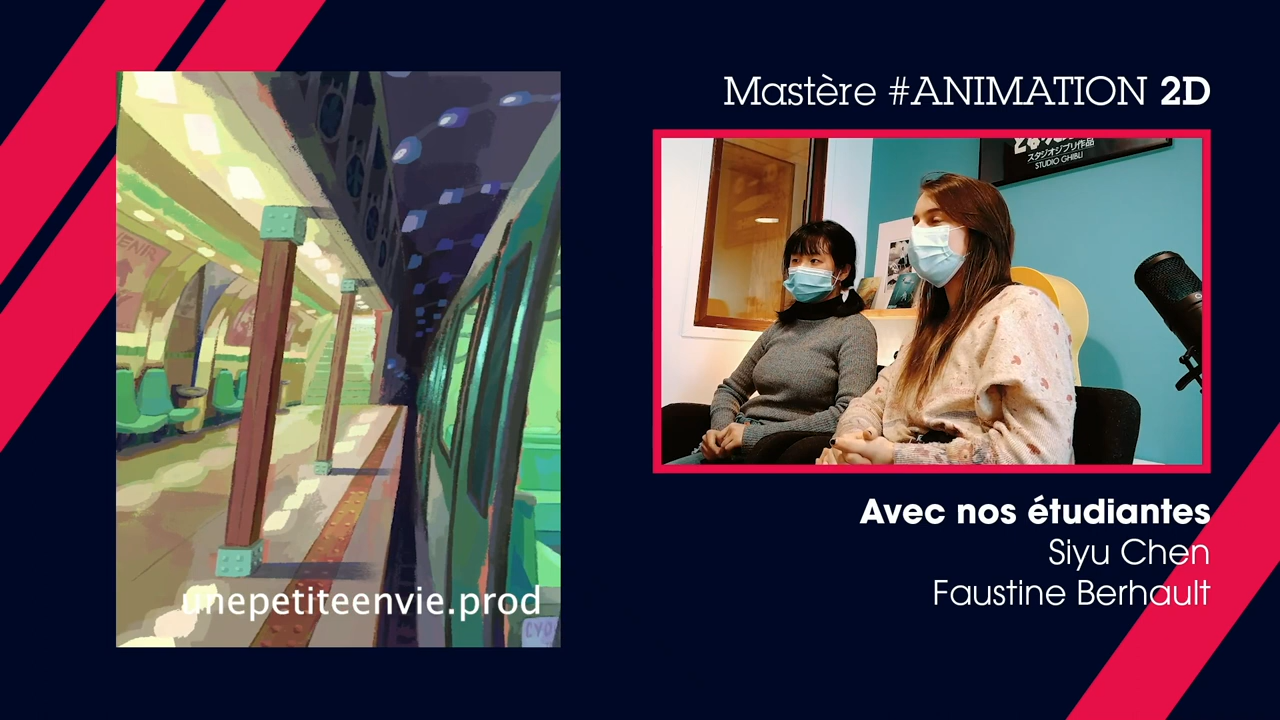 Mastère #ANIMATION 2D
スタジオジブリ作品
STUDIO GHIBLI
Avec nos étudiantes
Siyu Chen
Faustine Berhault
unepetiteenvie.prod